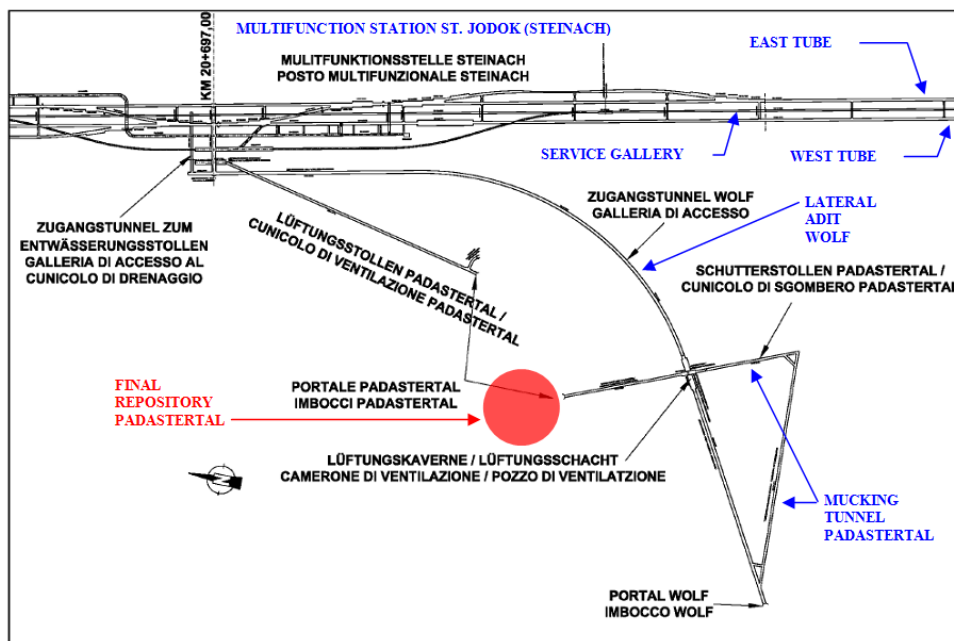 MULTIFUNCTION STATION ST. JODOK (STEINACH)
EAST TUBE
KM 20+697,00
MULITFUNKTIONSSTELLE STEINACH
POSTO MULTIFUNZIONALE STEINACH
SERVICE GALLERY
WEST TUBE
ZUGANGSTUNNEL ZUM
ENTWÄSSERUNGSSTOLLEN
GALLERIA DI ACCESSO AL
CUNICOLO DI DRENAGGIO
LÜFTUNGSSTOLLEN PADASTERTAL /
CUNICOLO DI VENTILAZIONE PADASTERTAL
ZUGANGSTUNNEL WOLF
GALLERIA DI ACCESSO
LATERAL
ADIT
WOLF
SCHUTTERSTOLLEN PADASTERTAL /
CUNICOLO DI SGOMBERO PADASTERTAL
FINAL
REPOSITORY
PADASTERTAL
PORTALE PADASTERTAL
IMBOCCI PADASTERTAL
LÜFTUNGSKAVERNE / LÜFTUNGSSCHACHT
CAMERONE DI VENTILAZIONE / POZZO DI VENTILATZIONE
MUCKING
TUNNEL
PADASTERTAL
PORTAL WOLF
IMBOCCO WOLF